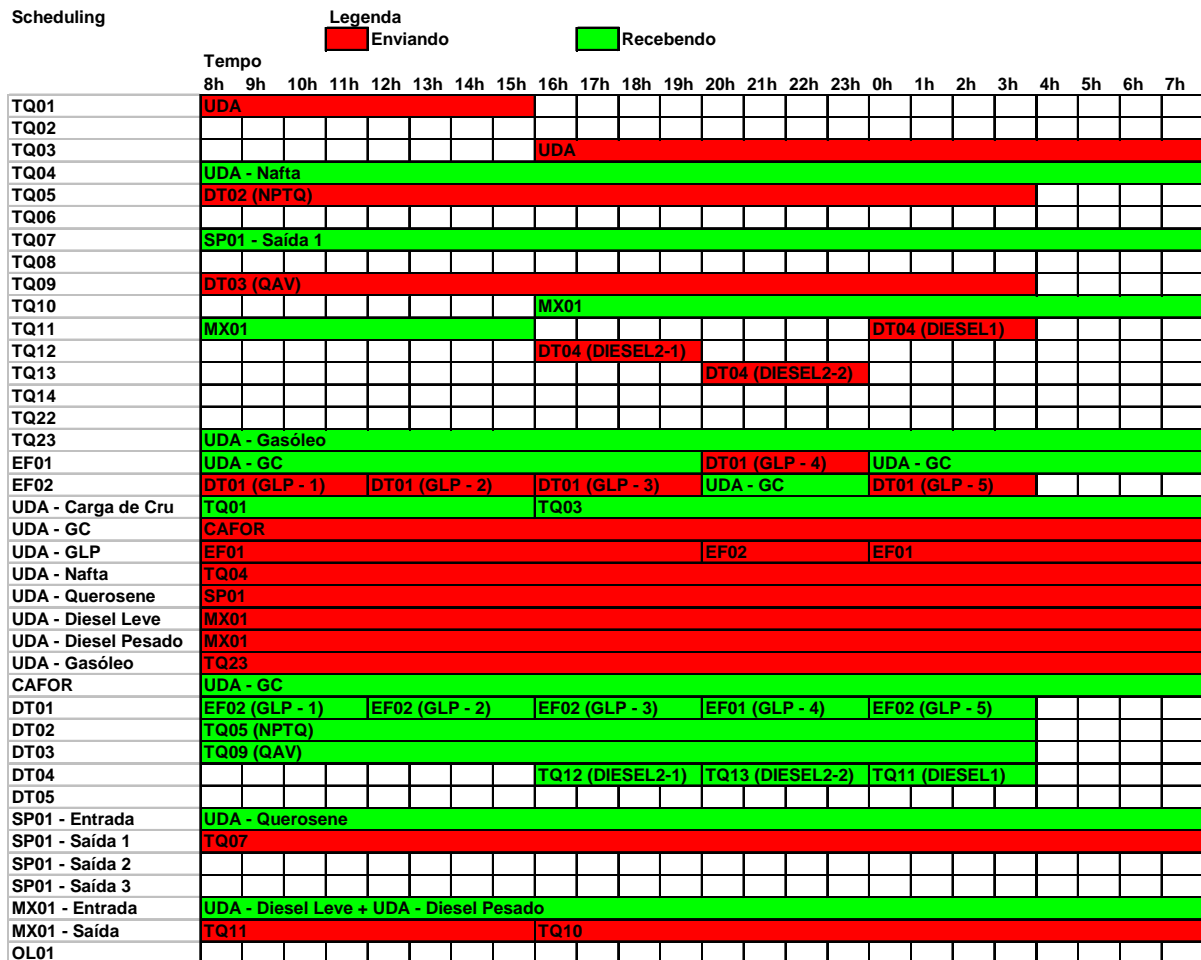 Scheduling Legenda
Enviando Recebendo
Tempo
8h 9h 10h 11h 12h 13h 14h 15h 16h 17h 18h 19h 20h 21h 22h 23h 0h 1h 2h 3h 4h 5h 6h 7h
TQ01 UDA
TQ02
TQ03 UDA
TQ04 UDA - Nafta
TQ05 DT02 (NPTQ)
TQ06
TQ07 SP01 - Saída 1
TQ08
TQ09 DT03 (QAV)
TQ10 MX01
TQ11 MX01 DT04 (DIESEL1)
TQ12 DT04 (DIESEL2-1)
TQ13 DT04 (DIESEL2-2)
TQ14
TQ22
TQ23 UDA - Gasóleo
EF01 UDA - GC DT01 (GLP - 4) UDA - GC
EF02 DT01 (GLP - 1) DT01 (GLP - 2) DT01 (GLP - 3) UDA - GC DT01 (GLP - 5)
UDA - Carga de Cru TQ01 TQ03
UDA - GC CAFOR
UDA - GLP EF01 EF02 EF01
UDA - Nafta TQ04
UDA - Querosene SP01
UDA - Diesel Leve MX01
UDA - Diesel Pesado MX01
UDA - Gasóleo TQ23
CAFOR UDA - GC
DT01 EF02 (GLP - 1) EF02 (GLP - 2) EF02 (GLP - 3) EF01 (GLP - 4) EF02 (GLP - 5)
DT02 TQ05 (NPTQ)
DT03 TQ09 (QAV)
DT04 TQ12 (DIESEL2-1) TQ13 (DIESEL2-2) TQ11 (DIESEL1)
DT05
SP01 - Entrada UDA - Querosene
SP01 - Saída 1 TQ07
SP01 - Saída 2
SP01 - Saída 3
MX01 - Entrada UDA - Diesel Leve + UDA - Diesel Pesado
MX01 - Saída TQ11 TQ10
OL01